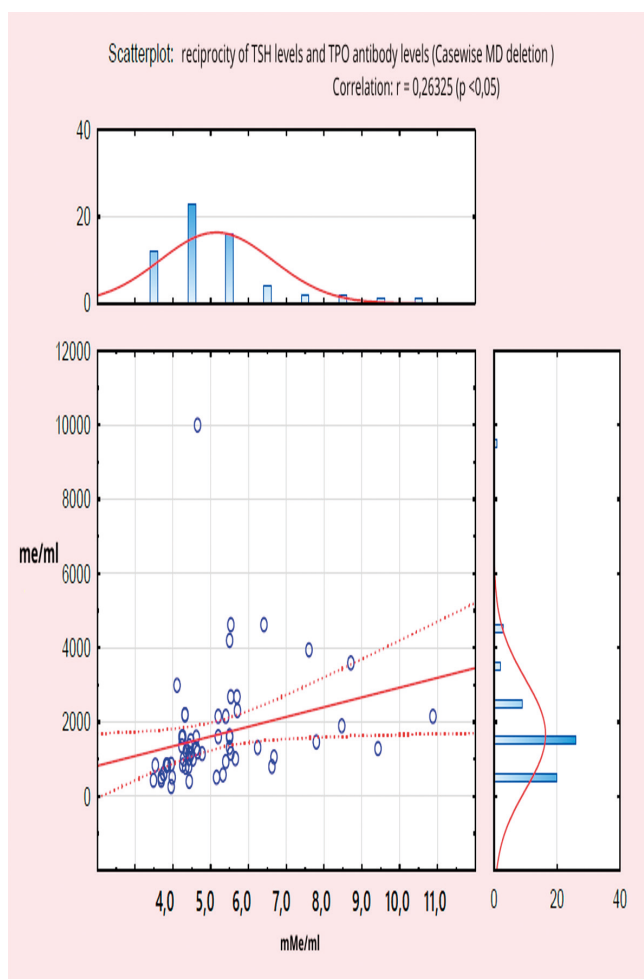 Scatterplot: reciprocity of TSH levels and TPO antibody levels (Casewise MD deletion )
Correlation: r = 0,26325 (p <0,05)
40
20
0
12000
10000
8000
me/ml
6000
4000
2000
0
0 20 40
4,0 5,0 6,0 7,0 8,0 9,0 10,0 11,0
mMe/ml